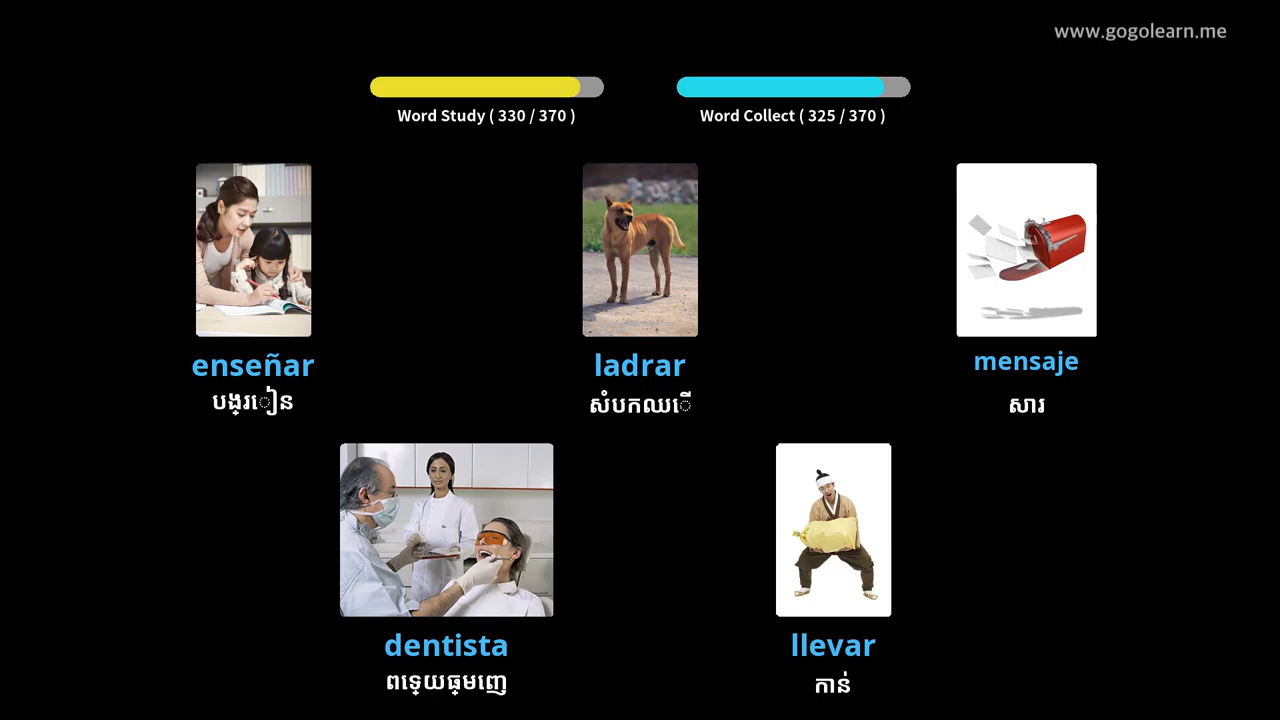 www.gogolearn.me
Word Study ( 330 / 370 )
Word Collect ( 325 / 370 )
enseñar
បង្រៀន
ladrar
សំបកឈើ
mensaje
សារ
dentista
ពេទ្យធ្មេញ
llevar
កាន់